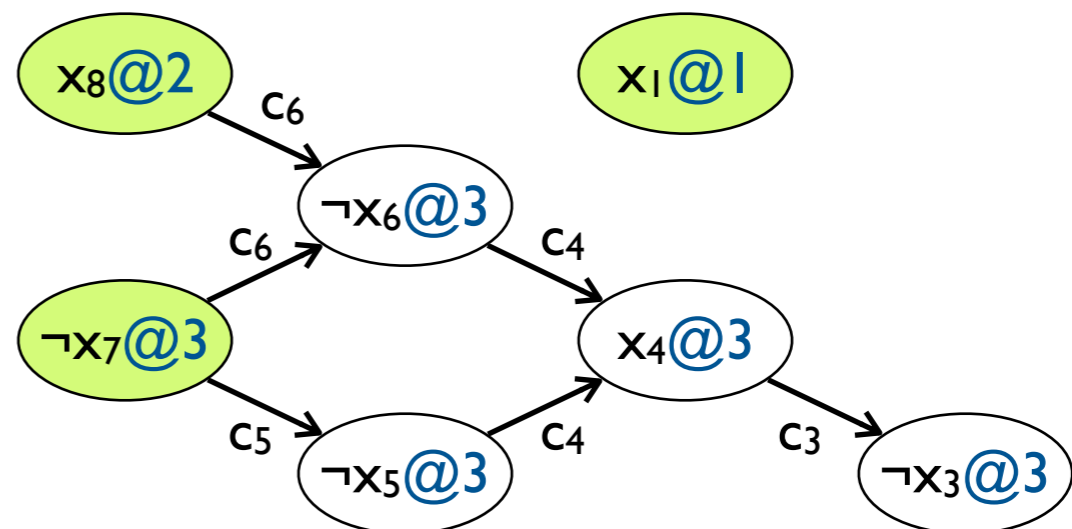 x₈@2
x₁@1
c₆
¬x₆@3
c₆
c₄
¬x₇@3
x₄@3
c₅
c₄
c₃
¬x₅@3
¬x₃@3